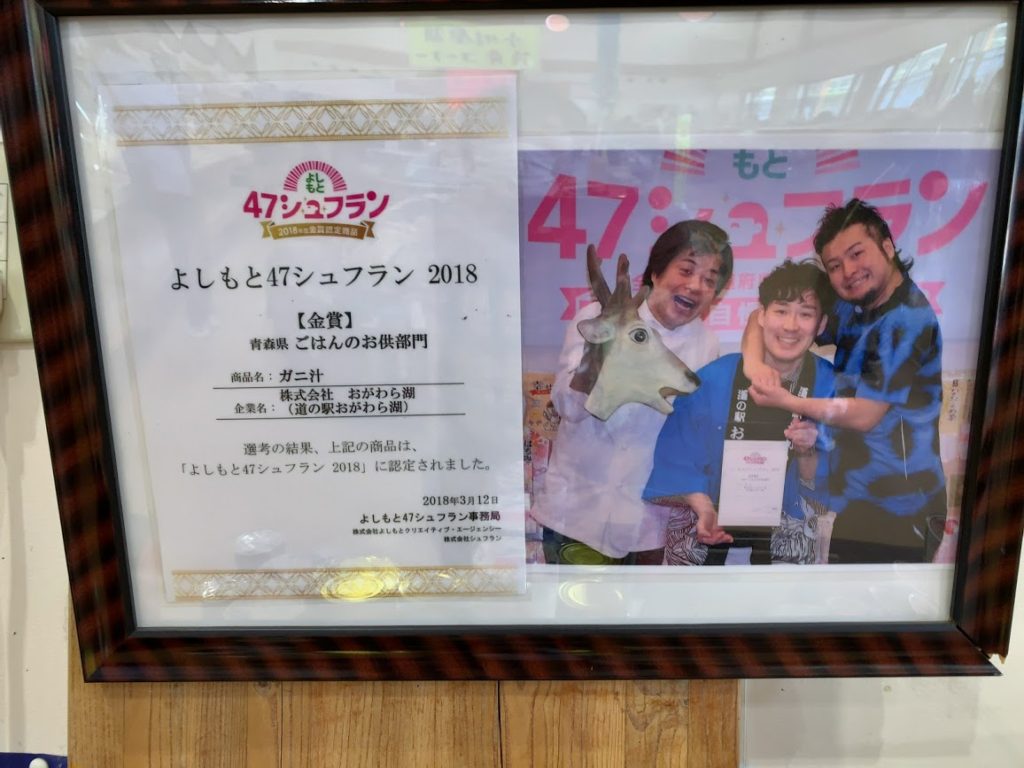 よしもと
47シュフラン
2018年度金賞認定商品
よしもと47シュフラン 2018
【金賞】
青森県 ごはんのお供部門
商品名： ガニ汁
株式会社 おがわら湖
企業名： （道の駅おがわら湖）
選考の結果、上記の商品は、
「よしもと47シュフラン 2018」に認定されました。
2018年3月12日
よしもと47シュフラン事務局
株式会社よしもとクリエイティブ・エージェンシー
株式会社シュフラン
もと
47シュフラン
道の駅 お